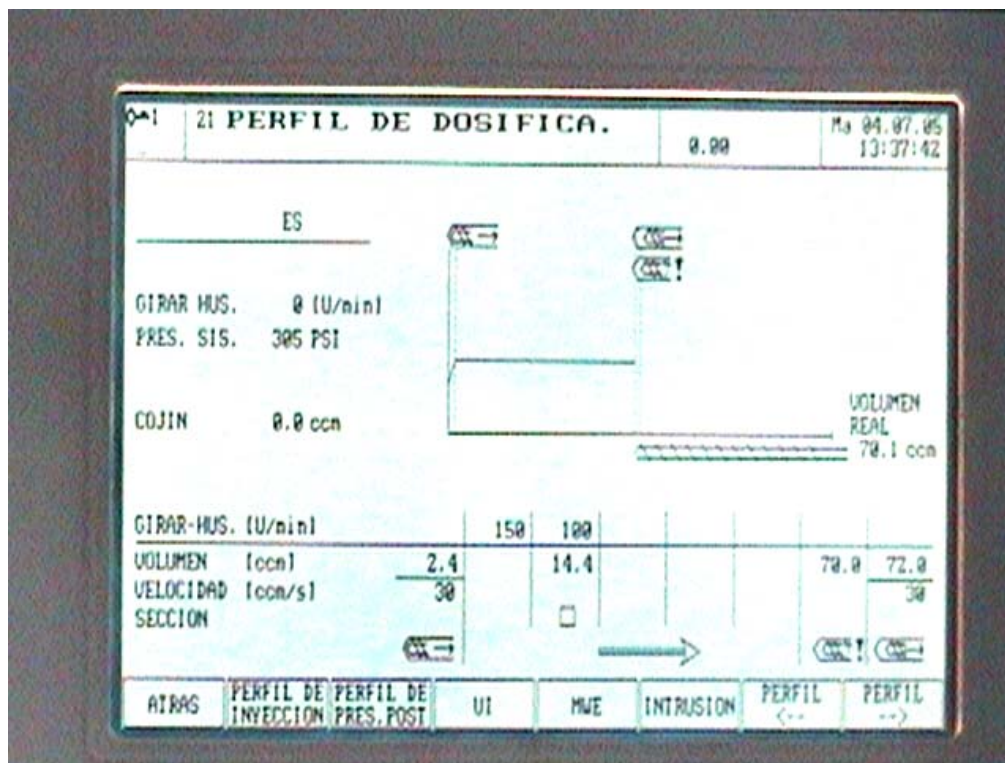 21 PERFIL DE DOSIFICA.
0.00
Ma 04.07.05
13:37:42
ES
GIRAR HUS. 0 [U/min]
PRES. SIS. 305 PSI
COJIN 0.0 ccm
VOLUMEN
REAL
70.1 ccm
GIRAR-HUS. [U/min] 150 100
VOLUMEN [ccm] 2.4 14.4 70.0 72.0
VELOCIDAD [ccm/s] 30 30
SECCION
ATRAS
PERFIL DE
INYECCION
PERFIL DE
PRES.POST
UI
MWE
INTRUSION
PERFIL
<--
PERFIL
-->